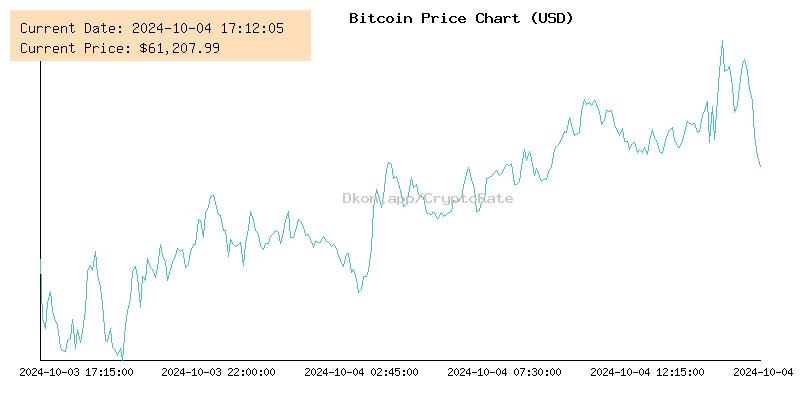 Bitcoin Price Chart (USD)
Current Date: 2024-10-04 17:12:05
Current Price: $61,207.99
Dkon.app/CryptoRate
2024-10-03 17:15:00 2024-10-03 22:00:00 2024-10-04 02:45:00 2024-10-04 07:30:00 2024-10-04 12:15:00 2024-10-04